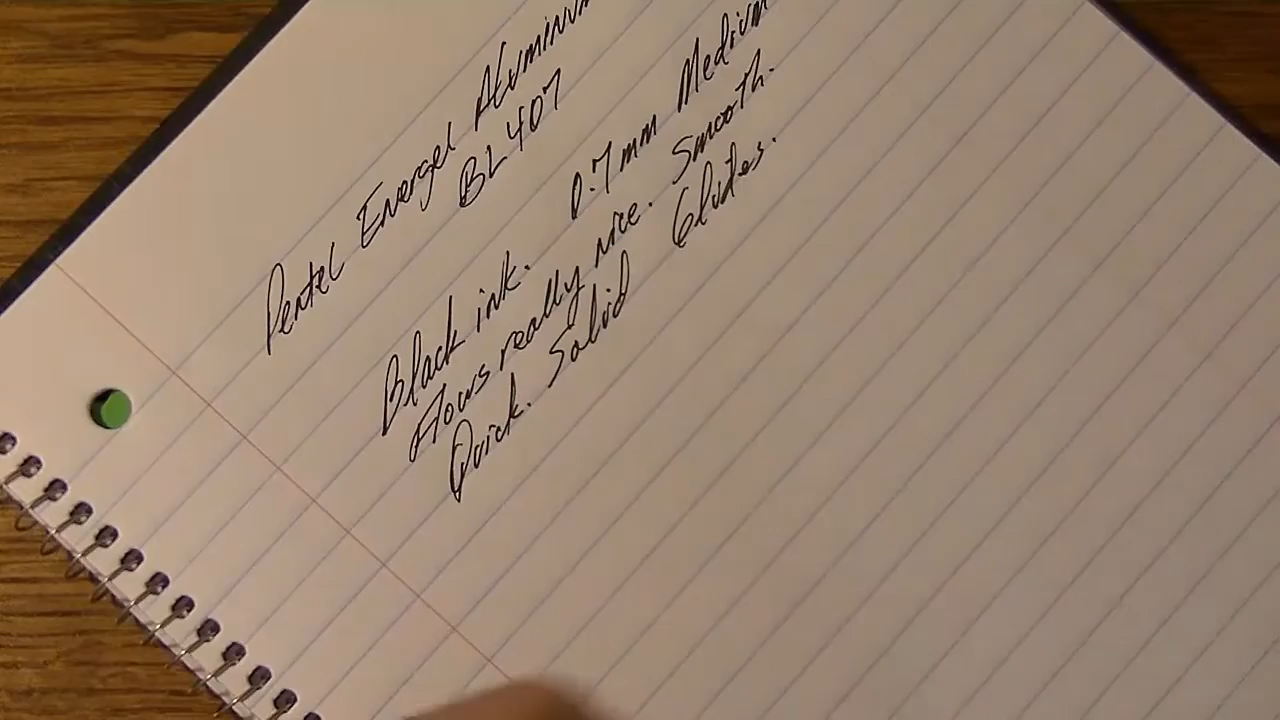 Pentel Energel Aluminum
BL407
Black ink. 0.7mm Medium
Flows really nice. Smooth.
Quick. Solid Glides.